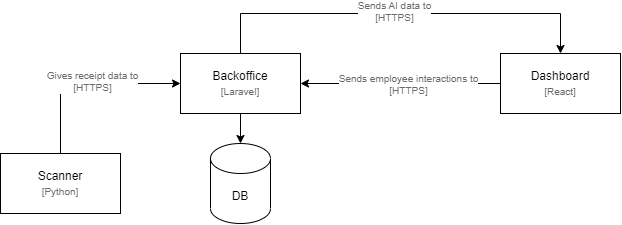 Sends AI data to
[HTTPS]
Gives receipt data to
[HTTPS]
Backoffice
[Laravel]
Sends employee interactions to
[HTTPS]
Dashboard
[React]
Scanner
[Python]
DB